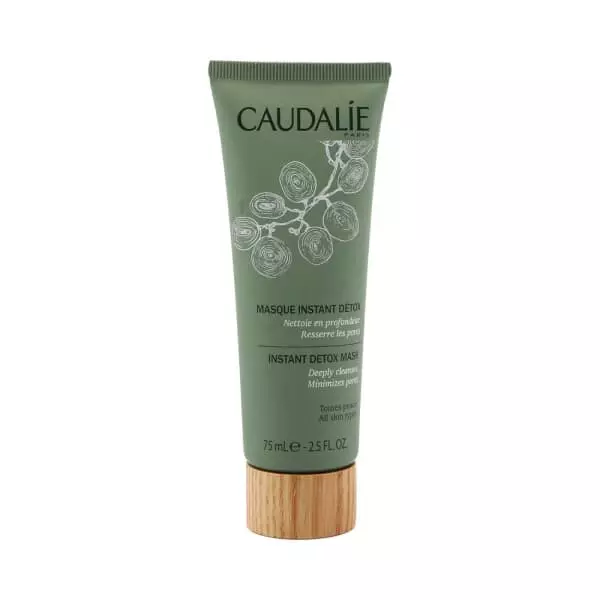 CAUDALÍE
PARIS
MASQUE INSTANT DÉTOX
Nettoie en profondeur
Resserre les pores
INSTANT DETOX MASK
Deeply cleanses
Minimizes pores
Toutes peaux
All skin types
75 mL e - 2.5 FL. OZ.